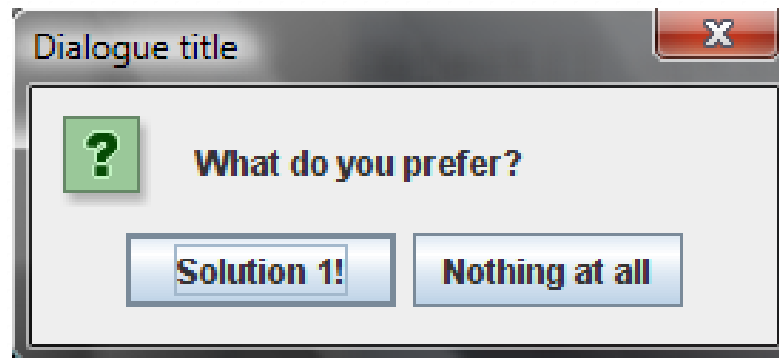 Dialogue title
What do you prefer?
Solution 1!
Nothing at all